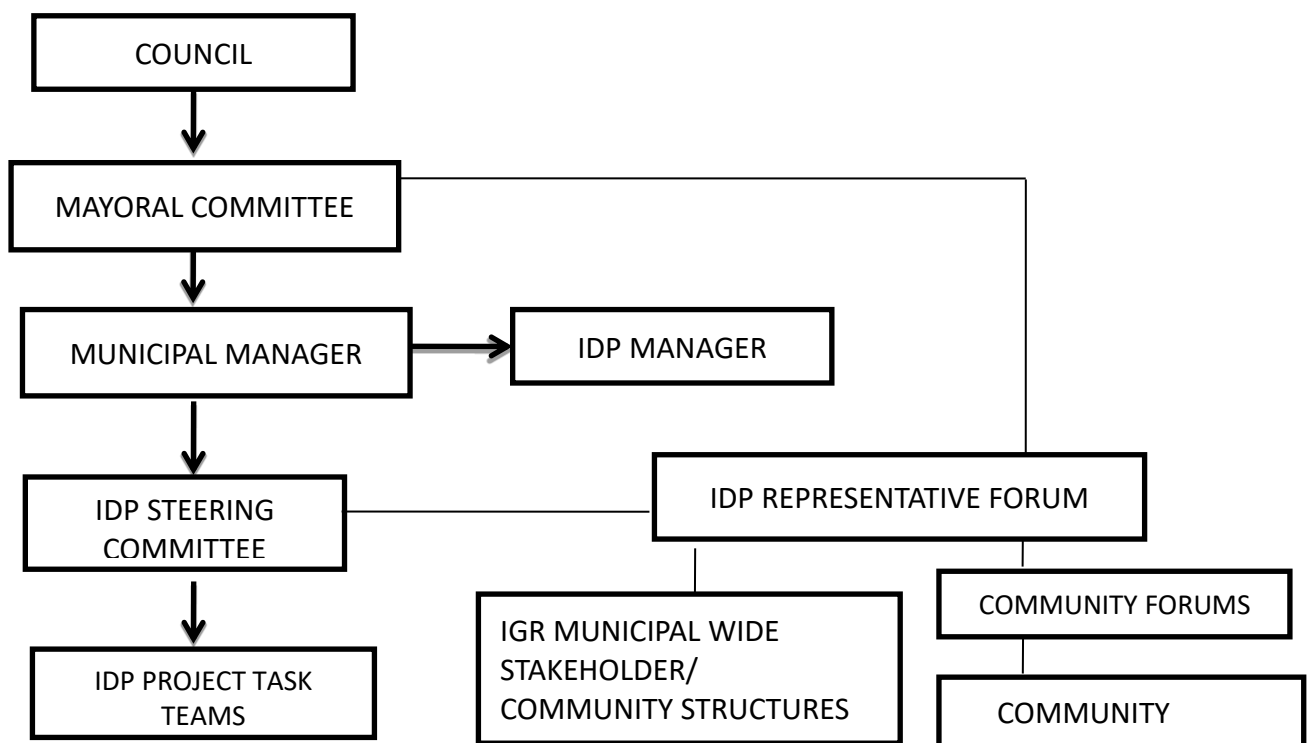 COUNCIL
MAYORAL COMMITTEE
MUNICIPAL MANAGER
IDP MANAGER
IDP STEERING
COMMITTEE
IDP REPRESENTATIVE FORUM
IDP PROJECT TASK
TEAMS
IGR MUNICIPAL WIDE
STAKEHOLDER/
COMMUNITY STRUCTURES
COMMUNITY FORUMS
COMMUNITY